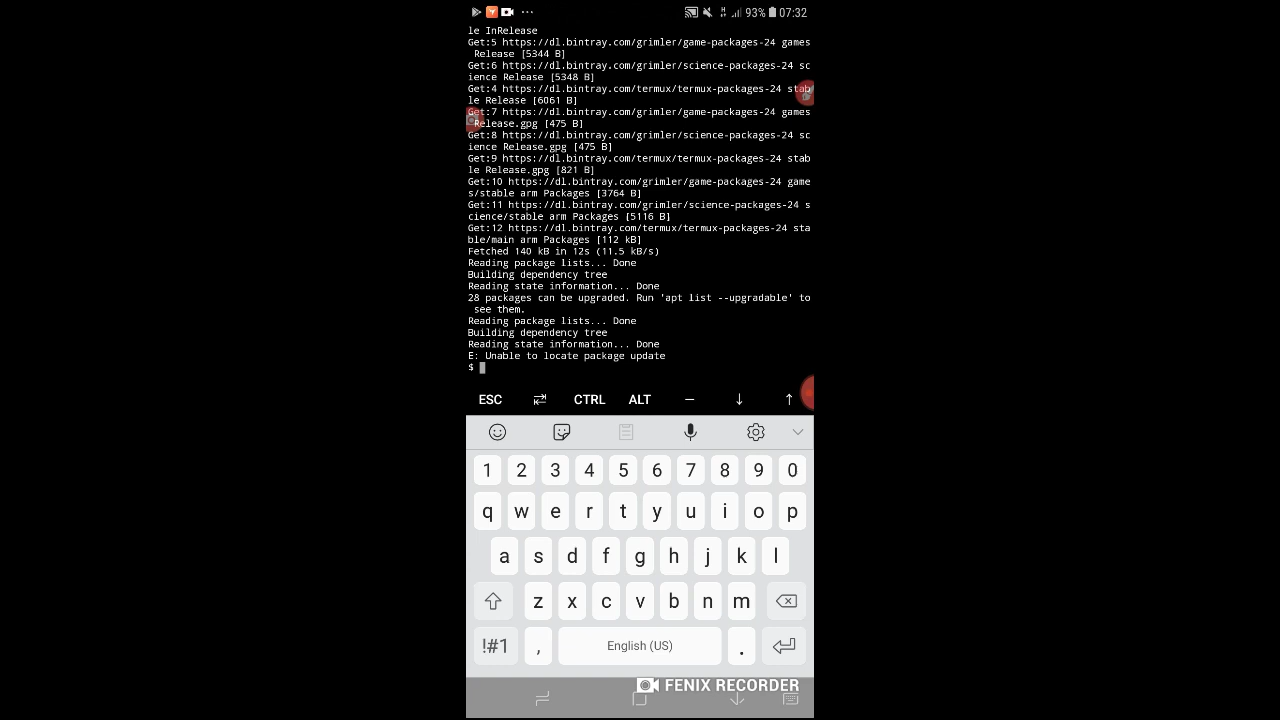 93% 07:32
le InRelease
Get:5 https://dl.bintray.com/grimler/game-packages-24 games
Release [5344 B]
Get:6 https://dl.bintray.com/grimler/science-packages-24 sc
ience Release [5348 B]
Get:4 https://dl.bintray.com/termux/termux-packages-24 stab
le Release [6061 B]
Get:7 https://dl.bintray.com/grimler/game-packages-24 games
Release.gpg [475 B]
Get:8 https://dl.bintray.com/grimler/science-packages-24 sc
ience Release.gpg [475 B]
Get:9 https://dl.bintray.com/termux/termux-packages-24 stab
le Release.gpg [821 B]
Get:10 https://dl.bintray.com/grimler/game-packages-24 game
s/stable arm Packages [3764 B]
Get:11 https://dl.bintray.com/grimler/science-packages-24 s
cience/stable arm Packages [5116 B]
Get:12 https://dl.bintray.com/termux/termux-packages-24 sta
ble/main arm Packages [112 kB]
Fetched 140 kB in 12s (11.5 kB/s)
Reading package lists... Done
Building dependency tree
Reading state information... Done
28 packages can be upgraded. Run 'apt list --upgradable' to
see them.
Reading package lists... Done
Building dependency tree
Reading state information... Done
E: Unable to locate package update
$
ESC CTRL ALT – ↓ ↑
1 2 3 4 5 6 7 8 9 0
q w e r t y u i o p
a s d f g h j k l
z x c v b n m
!#1 , English (US) .
FENIX RECORDER